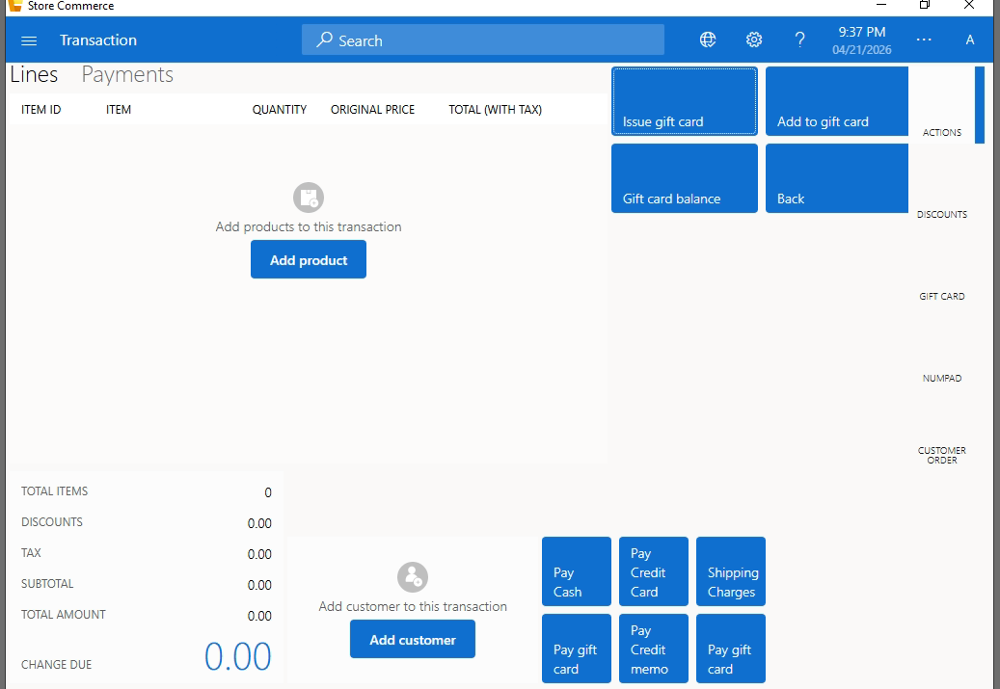 Store Commerce
Transaction
Search
9:37 PM
04/21/2026
A
Lines Payments
ITEM ID ITEM QUANTITY ORIGINAL PRICE TOTAL (WITH TAX)
Add products to this transaction
Add product
Issue gift card
Add to gift card
Gift card balance
Back
ACTIONS
DISCOUNTS
GIFT CARD
NUMPAD
CUSTOMER
ORDER
TOTAL ITEMS 0
DISCOUNTS 0.00
TAX 0.00
SUBTOTAL 0.00
TOTAL AMOUNT 0.00
CHANGE DUE 0.00
Add customer to this transaction
Add customer
Pay
Cash
Pay
Credit
Card
Shipping
Charges
Pay gift
card
Pay
Credit
memo
Pay gift
card